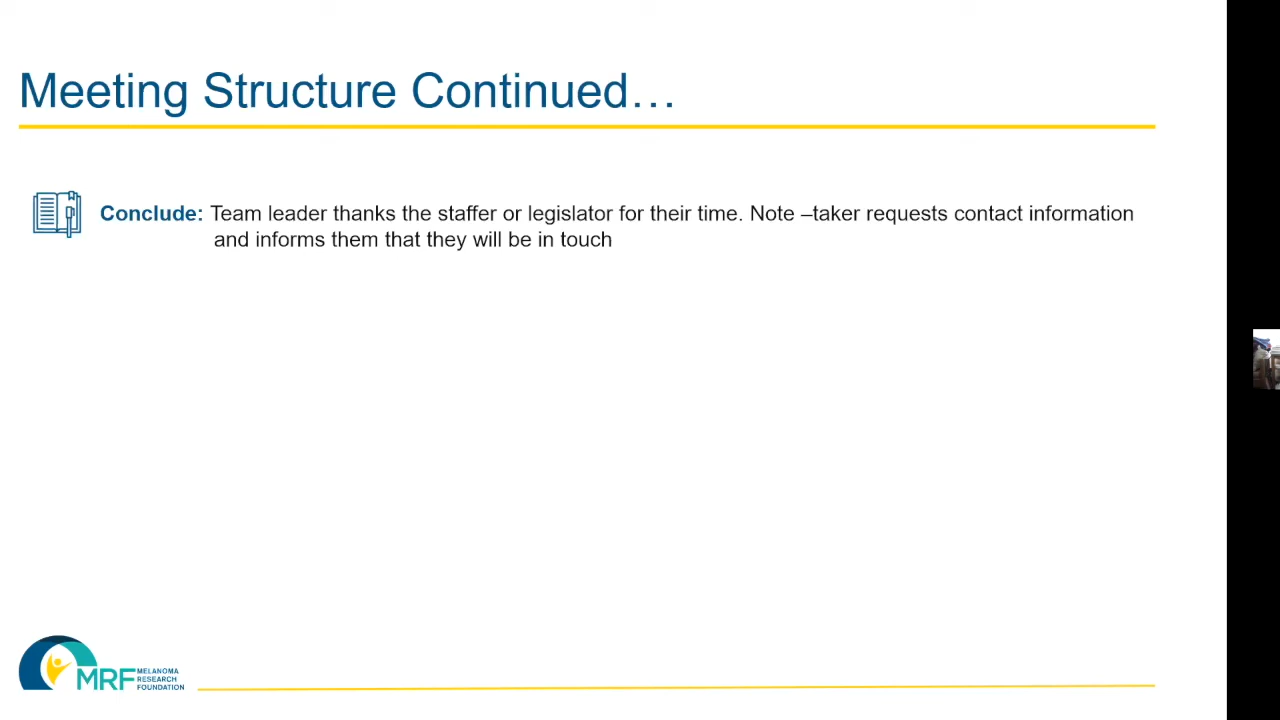 Meeting Structure Continued…
Conclude: Team leader thanks the staffer or legislator for their time. Note –taker requests contact information
and informs them that they will be in touch
MRF MELANOMA
RESEARCH
FOUNDATION